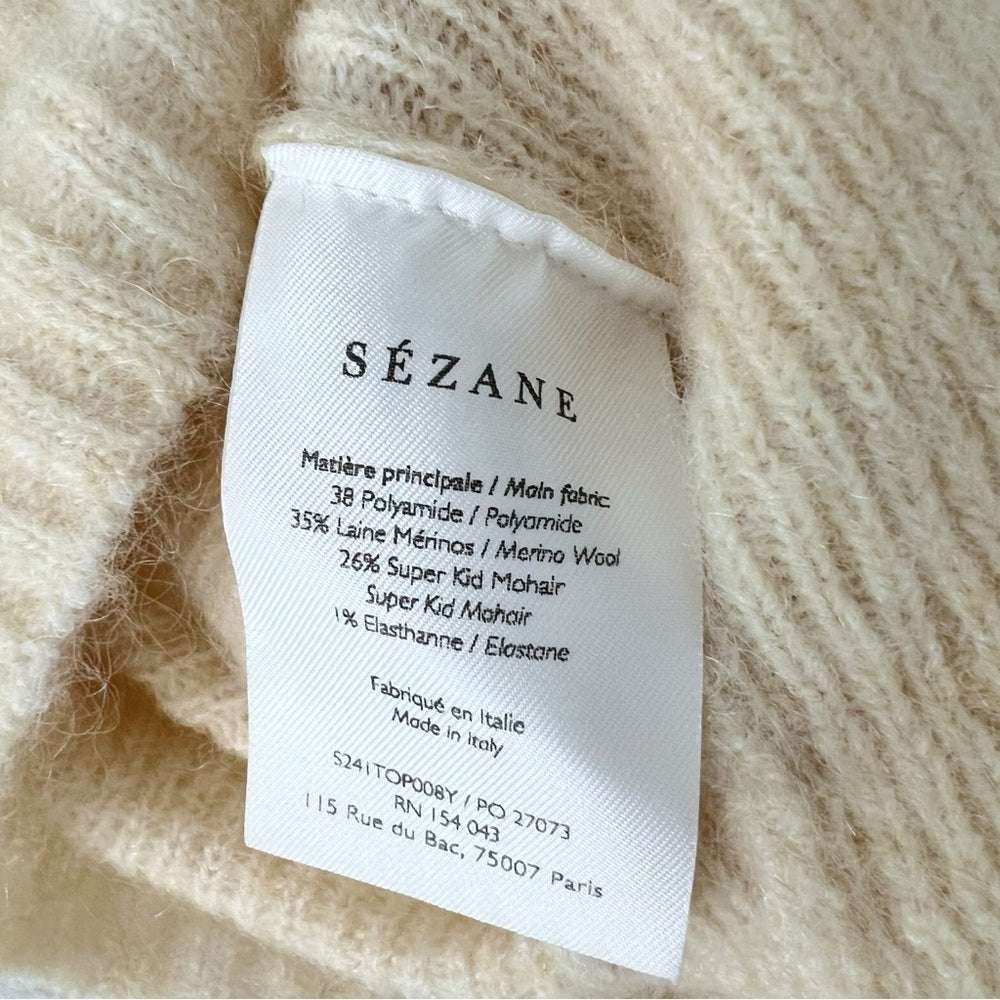 SÉZANE
Matière principale / Main fabric
38 Polyamide / Polyamide
35% Laine Mérinos / Merino Wool
26% Super Kid Mohair
Super Kid Mohair
1% Elasthanne / Elastane
Fabriqué en Italie
Made in Italy
S241TOP008Y / PO 27073
RN 154 043
115 Rue du Bac, 75007 Paris